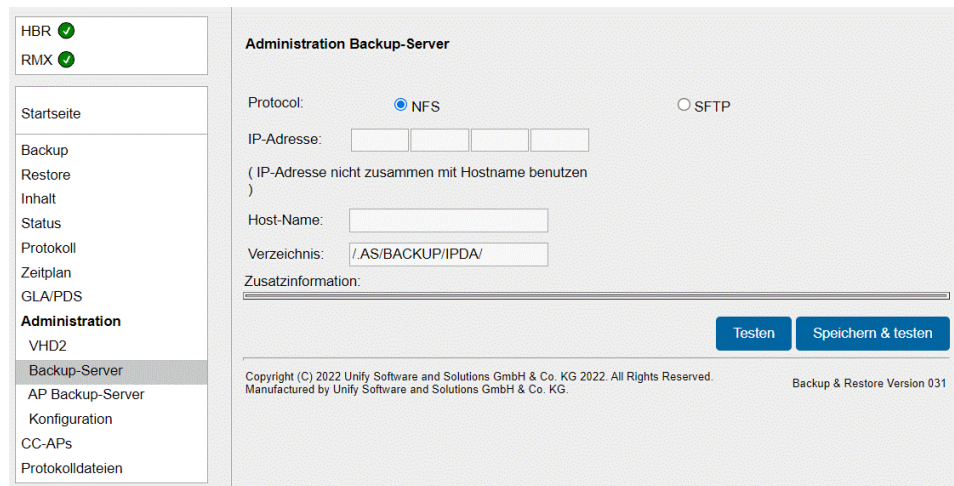 HBR
RMX
Startseite
Backup
Restore
Inhalt
Status
Protokoll
Zeitplan
GLA/PDS
Administration
VHD2
Backup-Server
AP Backup-Server
Konfiguration
CC-APs
Protokolldateien
Administration Backup-Server
Protocol: NFS SFTP
IP-Adresse:
( IP-Adresse nicht zusammen mit Hostname benutzen
)
Host-Name:
Verzeichnis: /.AS/BACKUP/IPDA/
Zusatzinformation:
Testen Speichern & testen
Copyright (C) 2022 Unify Software and Solutions GmbH & Co. KG 2022. All Rights Reserved.
Manufactured by Unify Software and Solutions GmbH & Co. KG.
Backup & Restore Version 031